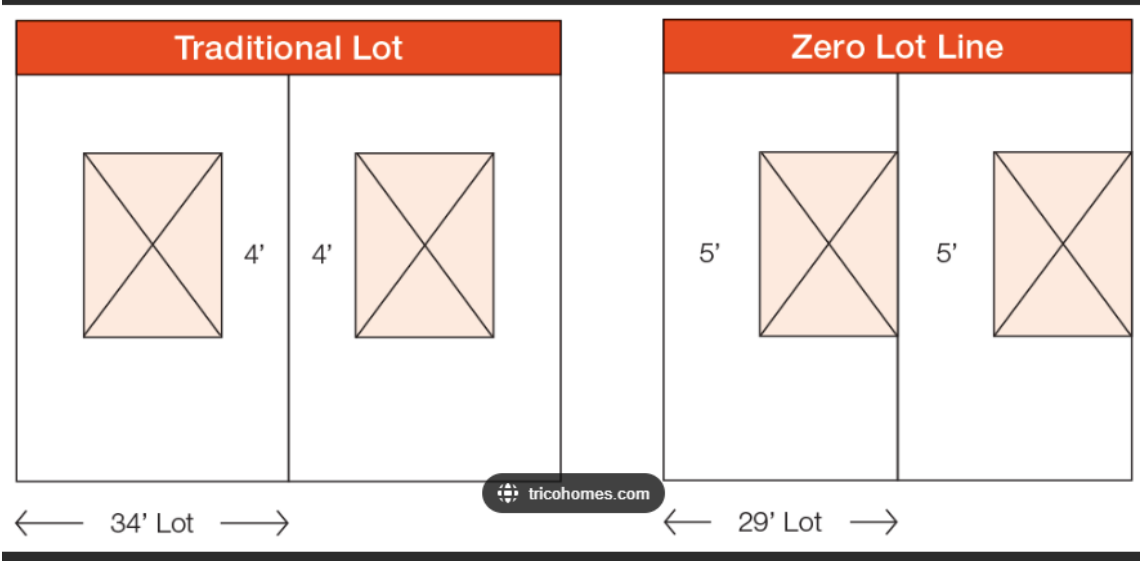 Traditional Lot
Zero Lot Line
4’ 4’
5’ 5’
tricohomes.com
34’ Lot
29’ Lot